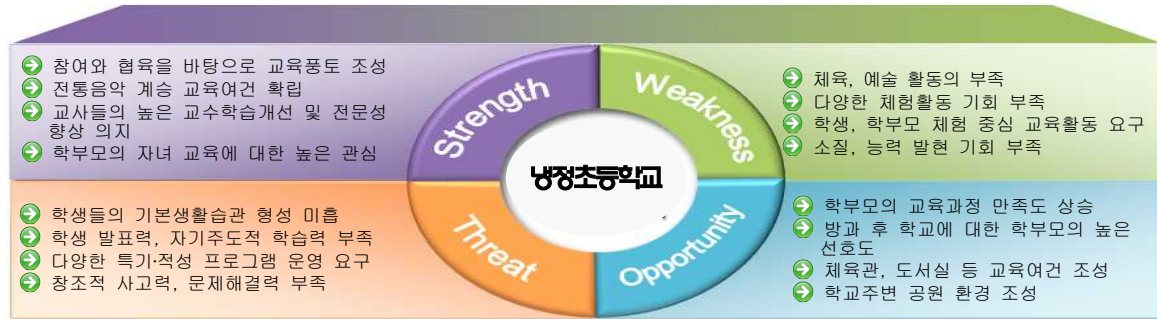 참여와 협육을 바탕으로 교육풍토 조성
전통음악 계승 교육여건 확립
교사들의 높은 교수학습개선 및 전문성
향상 의지
학부모의 자녀 교육에 대한 높은 관심
Strength
Weakness
체육, 예술 활동의 부족
다양한 체험활동 기회 부족
학생, 학부모 체험 중심 교육활동 요구
소질, 능력 발현 기회 부족
냉정초등학교
학생들의 기본생활습관 형성 미흡
학생 발표력, 자기주도적 학습력 부족
다양한 특기·적성 프로그램 운영 요구
창조적 사고력, 문제해결력 부족
Threat
Opportunity
학부모의 교육과정 만족도 상승
방과 후 학교에 대한 학부모의 높은
선호도
체육관, 도서실 등 교육여건 조성
학교주변 공원 환경 조성